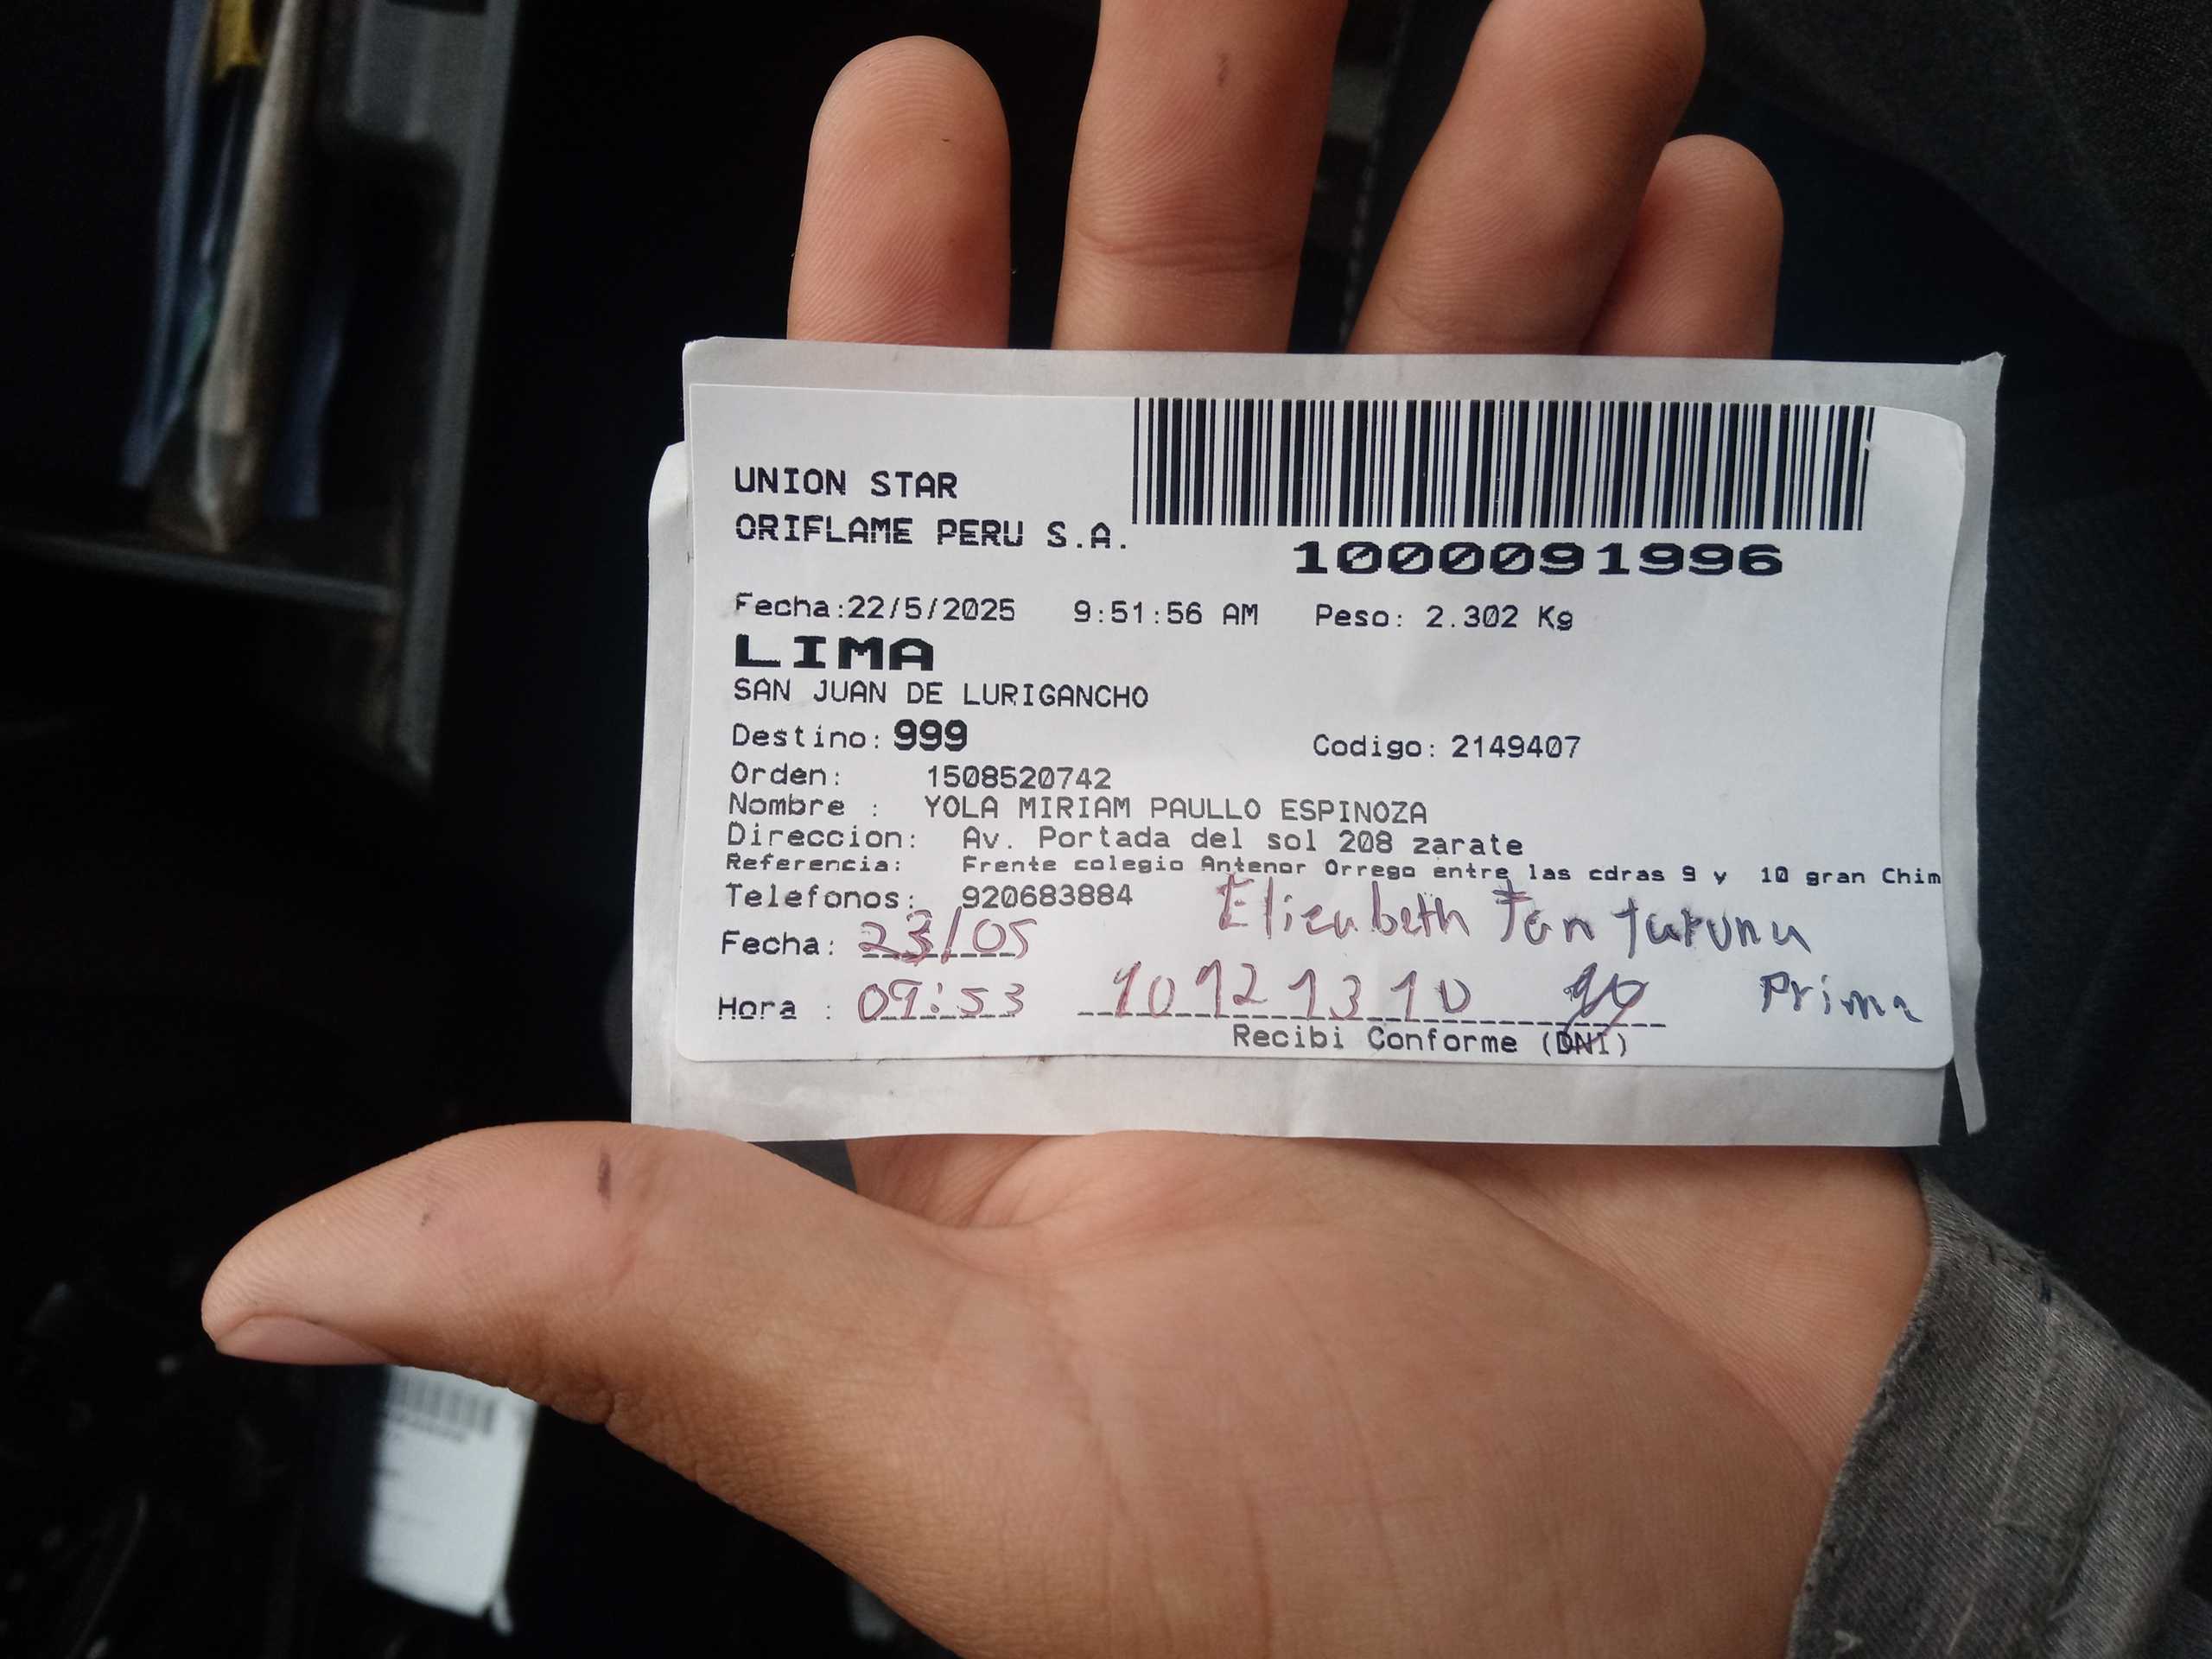 UNION STAR
ORIFLAME PERU S.A.
1000091996
Fecha:22/5/2025 9:51:56 AM Peso: 2.302 Kg
LIMA
SAN JUAN DE LURIGANCHO
Destino: 999 Codigo: 2149407
Orden: 1508520742
Nombre : YOLA MIRIAM PAULLO ESPINOZA
Direccion: Av. Portada del sol 208 zarate
Referencia: Frente colegio Antenor Orrego entre las cdras 9 y 10 gran Chim
Telefonos: 920683884
Elizabeth
Fecha: 23/05
Hora : 09:53 10121310 Prima
Recibi Conforme (DNI)